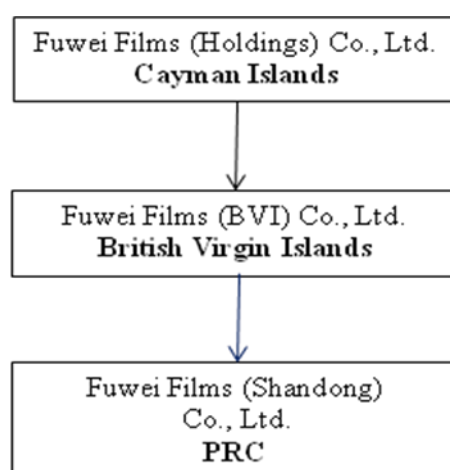 Fuwei Films (Holdings) Co., Ltd.
Cayman Islands
Fuwei Films (BVI) Co., Ltd.
British Virgin Islands
Fuwei Films (Shandong)
Co., Ltd.
PRC